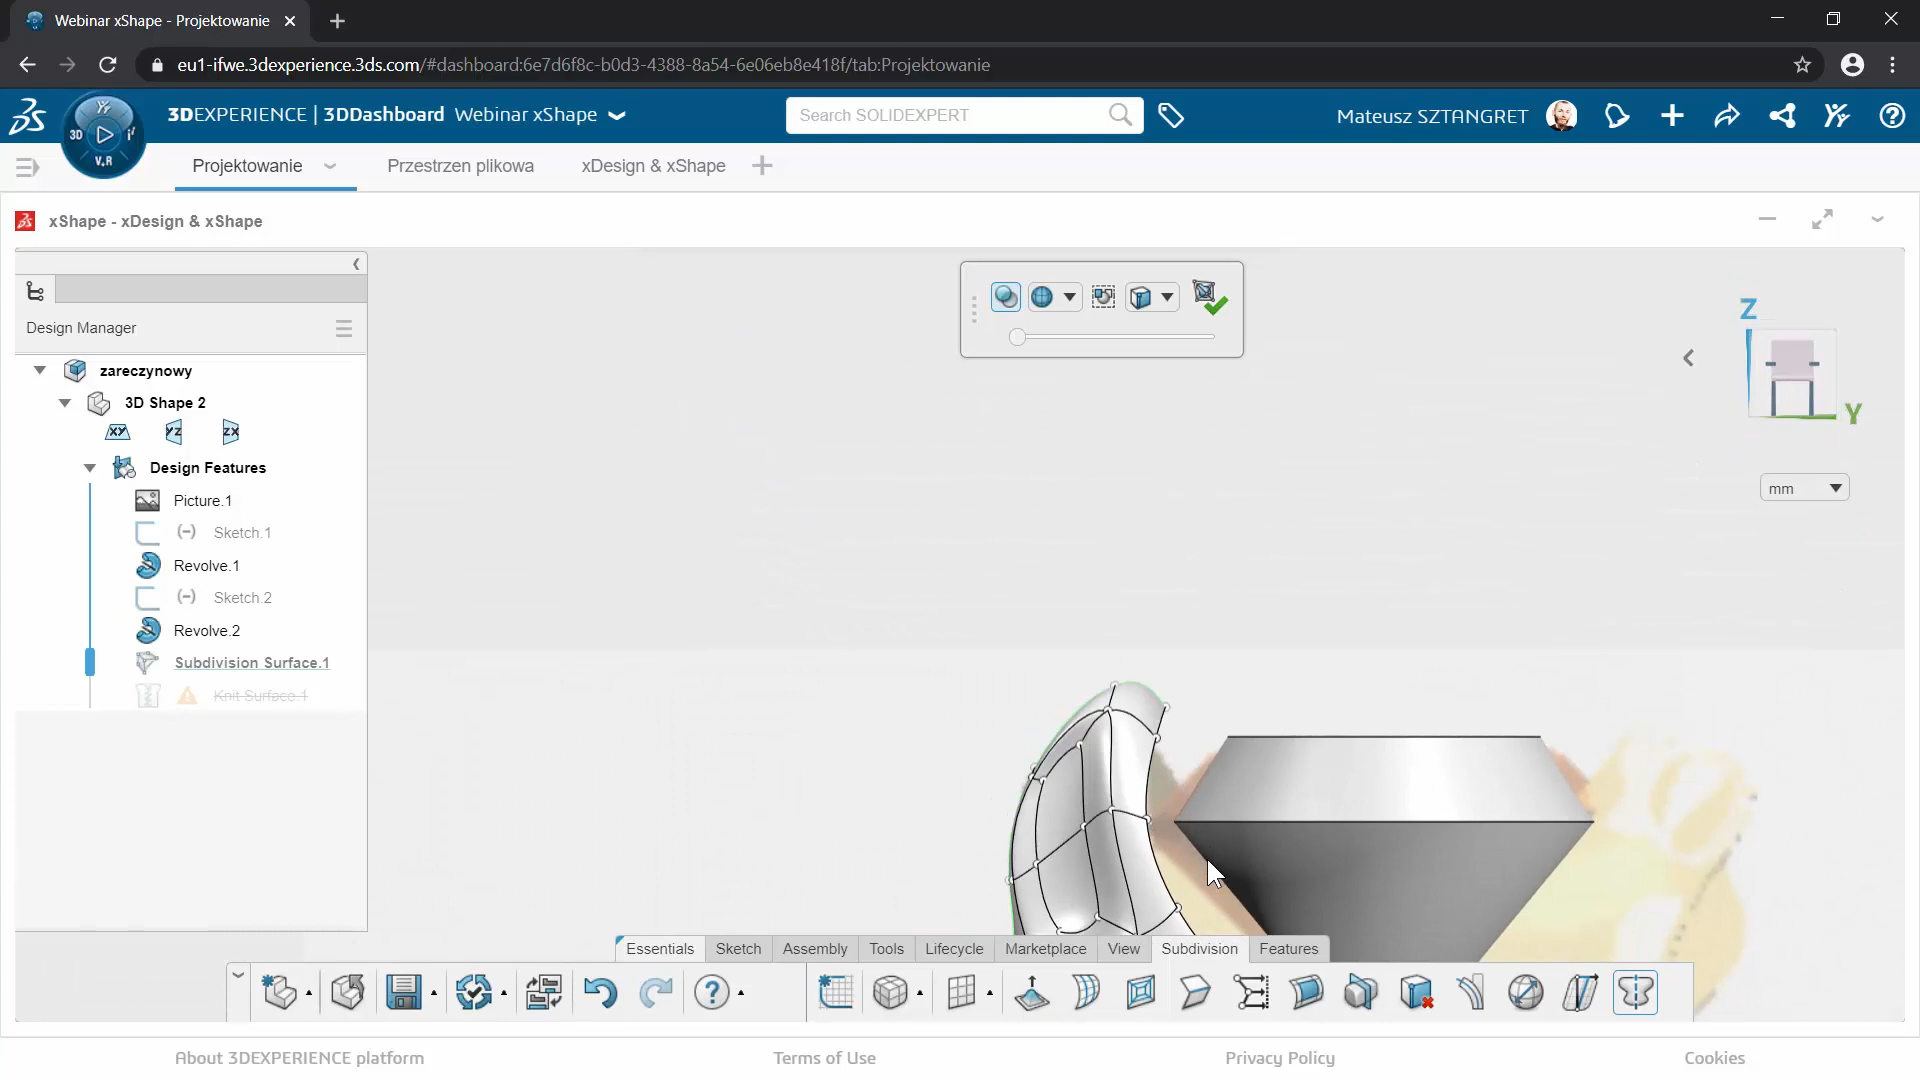 Webinar xShape - Projektowanie
eu1-ifwe.3dexperience.3ds.com/#dashboard:6e7d6f8c-b0d3-4388-8a54-6e06eb8e418f/tab:Projektowanie
3D
V.R
3DEXPERIENCE | 3DDashboard Webinar xShape
Search SOLIDEXPERT
Mateusz SZTANGRET
Projektowanie
Przestrzen plikowa
xDesign & xShape
xShape - xDesign & xShape
Design Manager
zareczynowy
3D Shape 2
XY
YZ
ZX
Design Features
Picture.1
(-) Sketch.1
Revolve.1
(-) Sketch.2
Revolve.2
Subdivision Surface.1
Knit Surface.1
Z
Y
mm
Essentials
Sketch
Assembly
Tools
Lifecycle
Marketplace
View
Subdivision
Features
About 3DEXPERIENCE platform
Terms of Use
Privacy Policy
Cookies